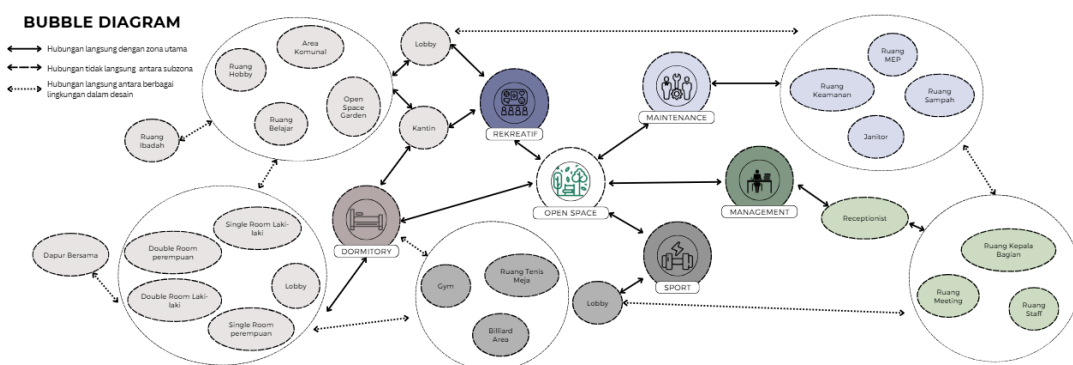 BUBBLE DIAGRAM
Hubungan langsung dengan zona utama
Hubungan tidak langsung antara subzona
Hubungan langsung antara berbagai
lingkungan dalam desain
Ruang
Hobby
Area
Komunal
Open
Space
Garden
Ruang
Belajar
Ruang
Ibadah
Lobby
Kantin
REKREATIF
MAINTENANCE
Ruang
MEP
Ruang
Keamanan
Ruang
Sampah
Janitor
OPEN SPACE
MANAGEMENT
Receptionist
Ruang Kepala
Bagian
Ruang
Meeting
Ruang
Staff
DORMITORY
SPORT
Lobby
Gym
Ruang Tenis
Meja
Billiard
Area
Single Room Laki-
laki
Double Room
perempuan
Double Room Laki-
laki
Lobby
Single Room
perempuan
Dapur Bersama